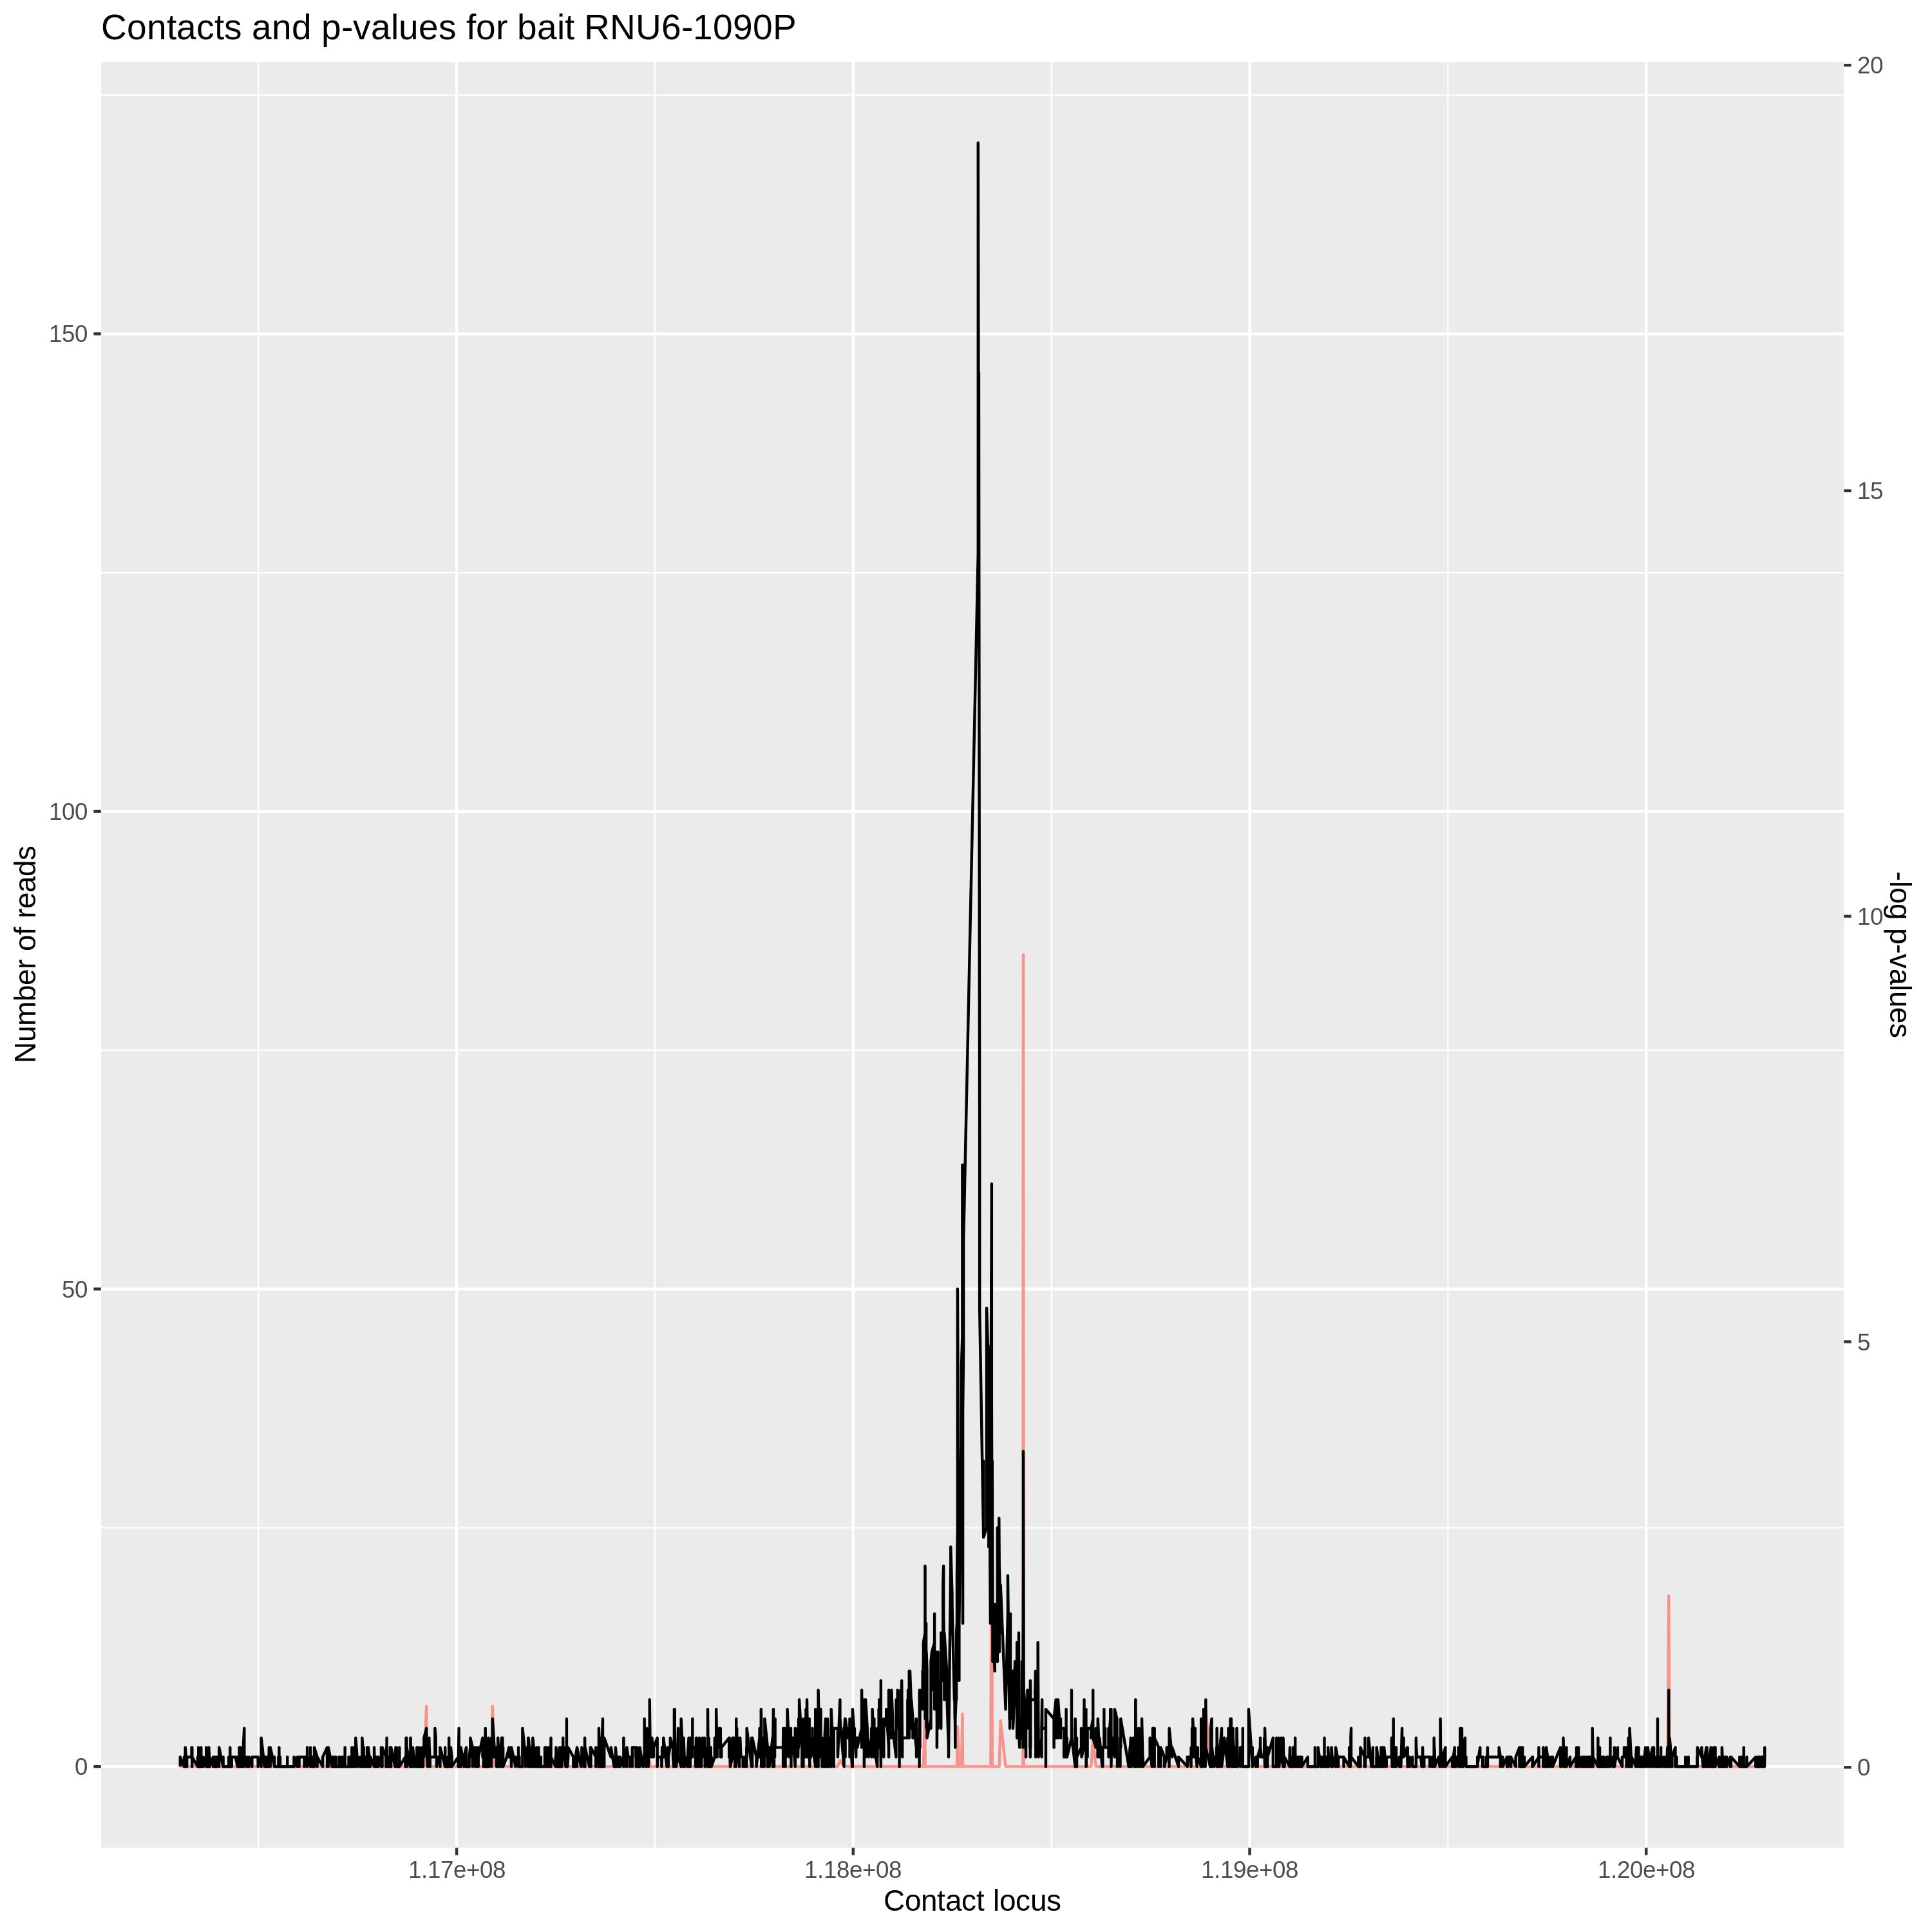 Contacts and p-values for bait RNU6-1090P
20
15
10
5
0
-log p-values
150
100
50
0
Number of reads
1.17e+08
1.18e+08
1.19e+08
1.20e+08
Contact locus